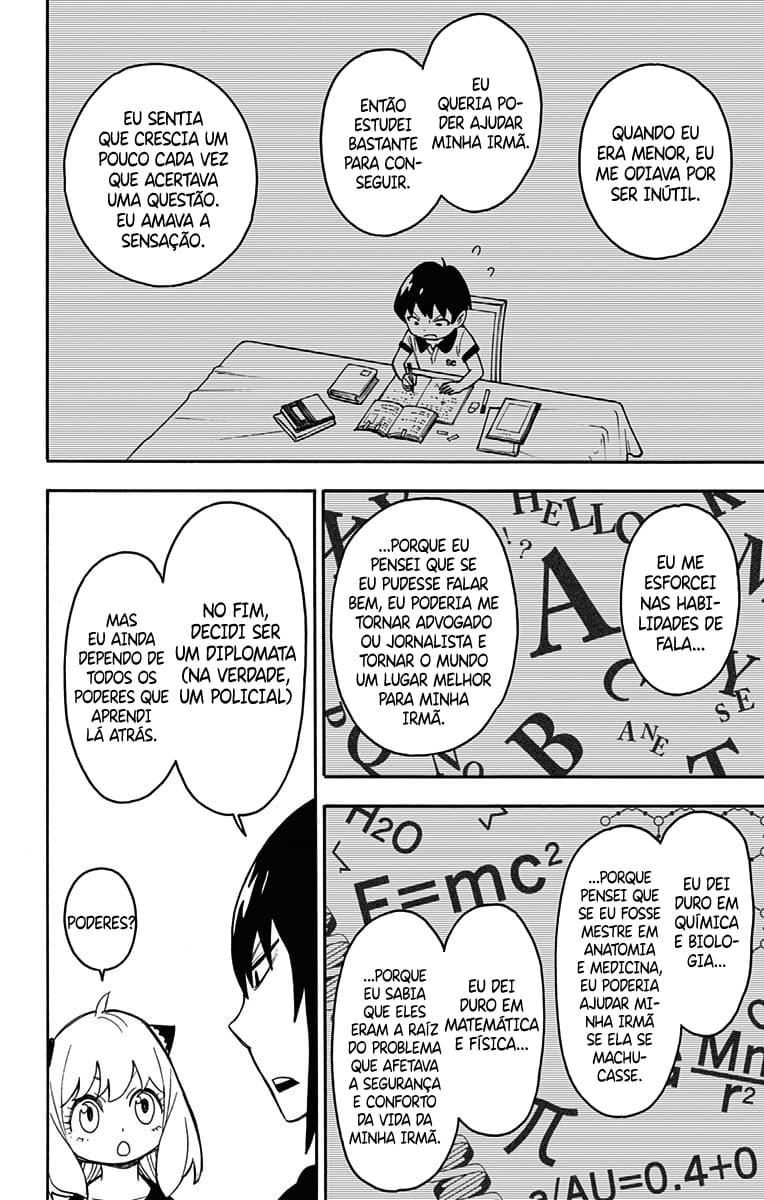 QUANDO EU
ERA MENOR, EU
ME ODIAVA POR
SER INÚTIL.
EU
QUERIA PO-
DER AJUDAR
MINHA IRMÃ.
ENTÃO
ESTUDEI
BASTANTE
PARA CON-
SEGUIR.
EU SENTIA
QUE CRESCIA UM
POUCO CADA VEZ
QUE ACERTAVA
UMA QUESTÃO.
EU AMAVA A
SENSAÇÃO.
HELLO
!?
A
EU ME
ESFORCEI
NAS HABI-
LIDADES DE
FALA...
...PORQUE EU
PENSEI QUE SE
EU PUDESSE FALAR
BEM, EU PODERIA ME
TORNAR ADVOGADO
OU JORNALISTA E
TORNAR O MUNDO
UM LUGAR MELHOR
PARA MINHA
IRMÃ.
C
Y
SE
ANE
B
T
NO
H2O
E=mc²
EU DEI
DURO EM
QUÍMICA
E BIOLO-
GIA...
...PORQUE
PENSEI QUE
SE EU FOSSE
MESTRE EM
ANATOMIA
E MEDICINA,
EU PODERIA
AJUDAR MI-
NHA IRMÃ
SE ELA SE
MACHU-
CASSE.
EU DEI
DURO EM
MATEMÁTICA
E FÍSICA...
...PORQUE
EU SABIA
QUE ELES
ERAM A RAÍZ
DO PROBLEMA
QUE AFETAVA
A SEGURANÇA
E CONFORTO
DA VIDA DA
MINHA IRMÃ.
Mm
r²
π
a/AU=0.4+0
NO FIM,
DECIDI SER
UM DIPLOMATA
(NA VERDADE,
UM POLICIAL)
MAS
EU AINDA
DEPENDO DE
TODOS OS
PODERES QUE
APRENDI
LÁ ATRÁS.
PODERES?